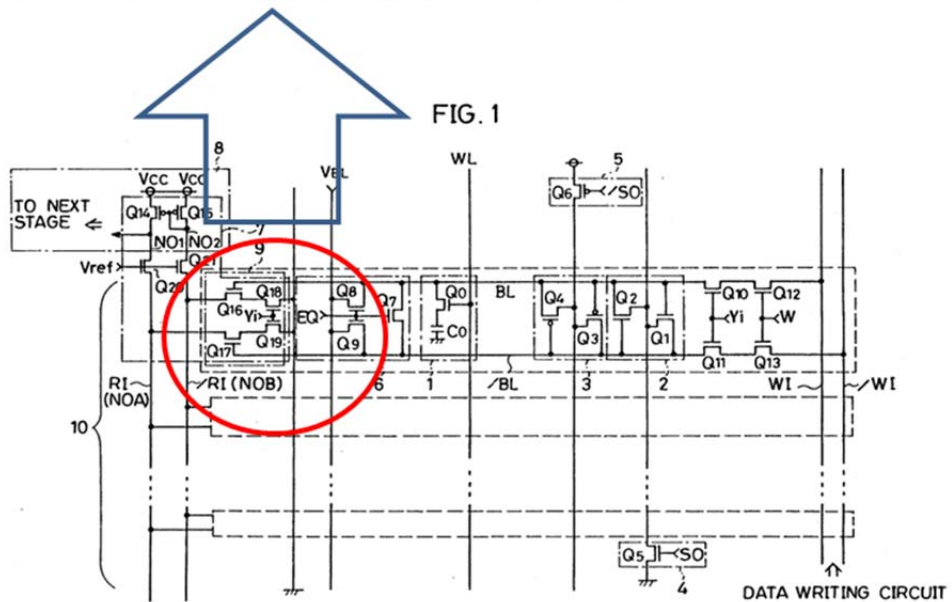 FIG. 1
8
WL
5
VCC VCC
VBL
Q6
/SO
TO NEXT
STAGE
Q14
Q15
7
NO1
NO2
9
Vref
Q20
Q21
Q18
Q8
Q7
Q0
BL
Q4
Q2
Q10
Q12
Q16
Yi
EQ
C0
Yi
W
Q17
Q19
Q9
Q3
Q1
Q11
Q13
RI
(NOA)
RI (NOB)
6
1
/BL
3
2
WI
/WI
10
Q5
SO
4
DATA WRITING CIRCUIT